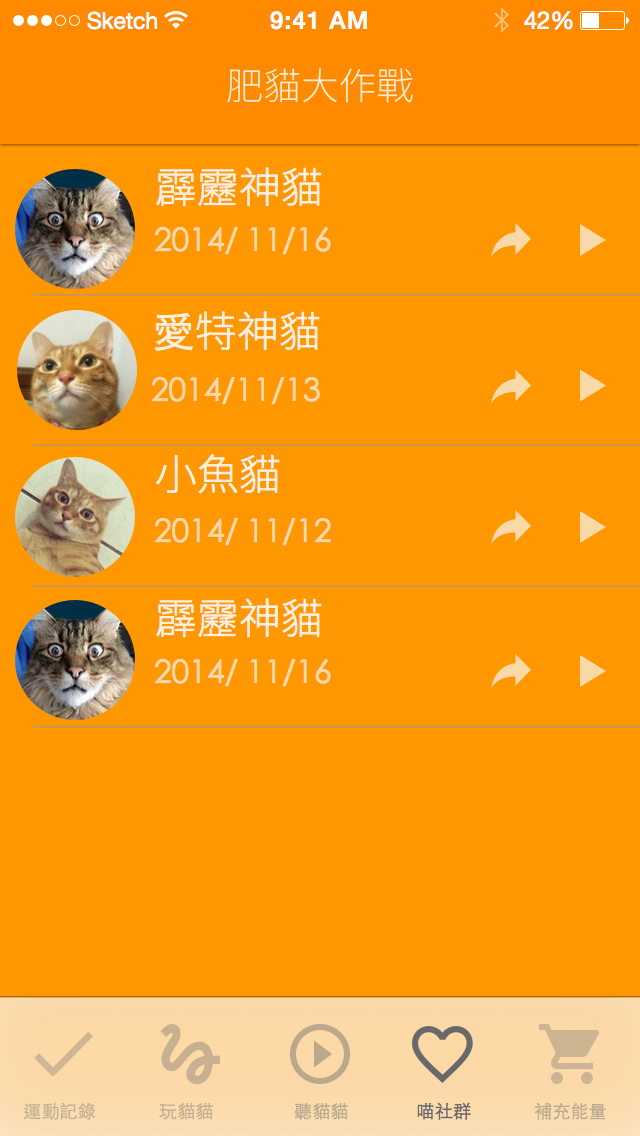 Sketch 9:41 AM 42%
肥貓大作戰
霹靂神貓
2014/ 11/16
愛特神貓
2014/11/13
小魚貓
2014/ 11/12
霹靂神貓
2014/ 11/16
運動記錄 玩貓貓 聽貓貓 喵社群 補充能量